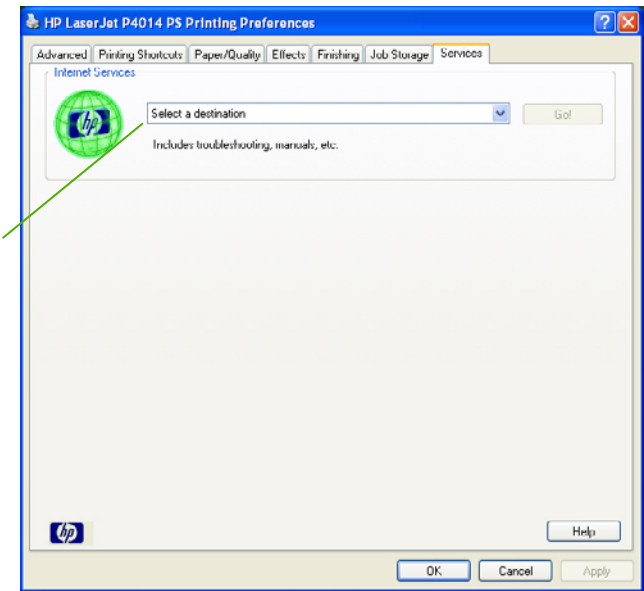 HP LaserJet P4014 PS Printing Preferences
Advanced Printing Shortcuts Paper/Quality Effects Finishing Job Storage Services
Internet Services
hp
Select a destination
Go!
Includes troubleshooting, manuals, etc.
hp
Help
OK Cancel Apply